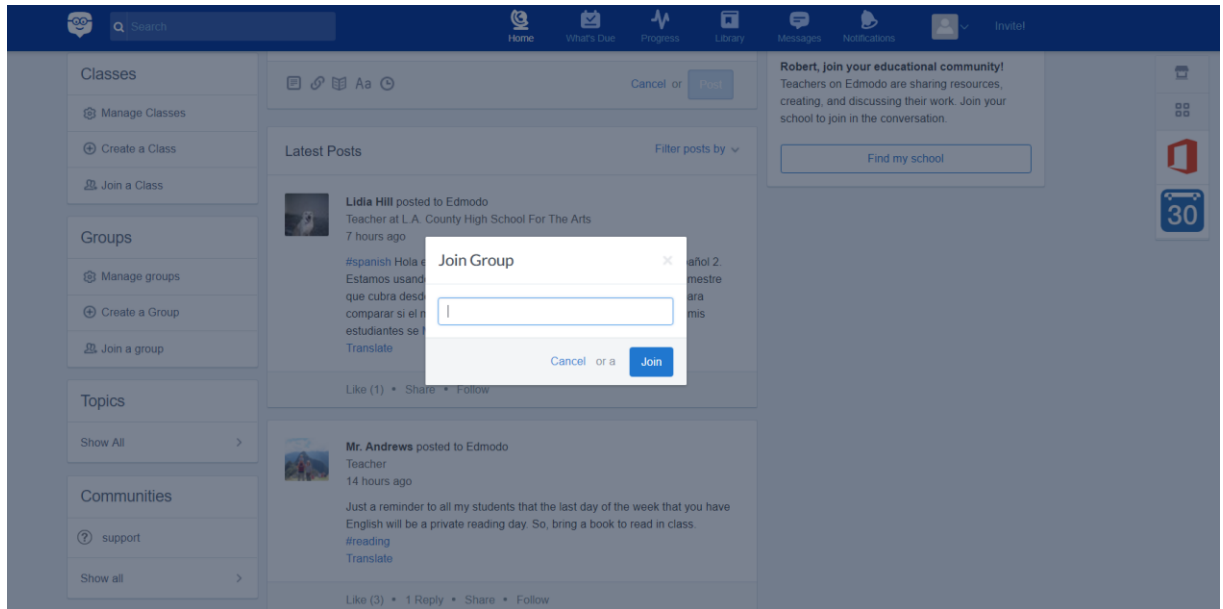 Search
Home
What's Due
Progress
Library
Messages
Notifications
Invite!
Classes
Manage Classes
Create a Class
Join a Class
Groups
Manage groups
Create a Group
Join a group
Topics
Show All
Communities
support
Show all
Aa
Cancel or Post
Latest Posts
Filter posts by
Lidia Hill posted to Edmodo
Teacher at L.A. County High School For The Arts
7 hours ago
#spanish Hola
añol 2.
Estamos usand
mestre
que cubra desd
ara
comparar si el
mis
estudiantes se
Translate
Like (1) • Share • Follow
Join Group
Cancel or a Join
Mr. Andrews posted to Edmodo
Teacher
14 hours ago
Just a reminder to all my students that the last day of the week that you have
English will be a private reading day. So, bring a book to read in class.
#reading
Translate
Like (3) • 1 Reply • Share • Follow
Robert, join your educational community!
Teachers on Edmodo are sharing resources,
creating, and discussing their work. Join your
school to join in the conversation.
Find my school
30